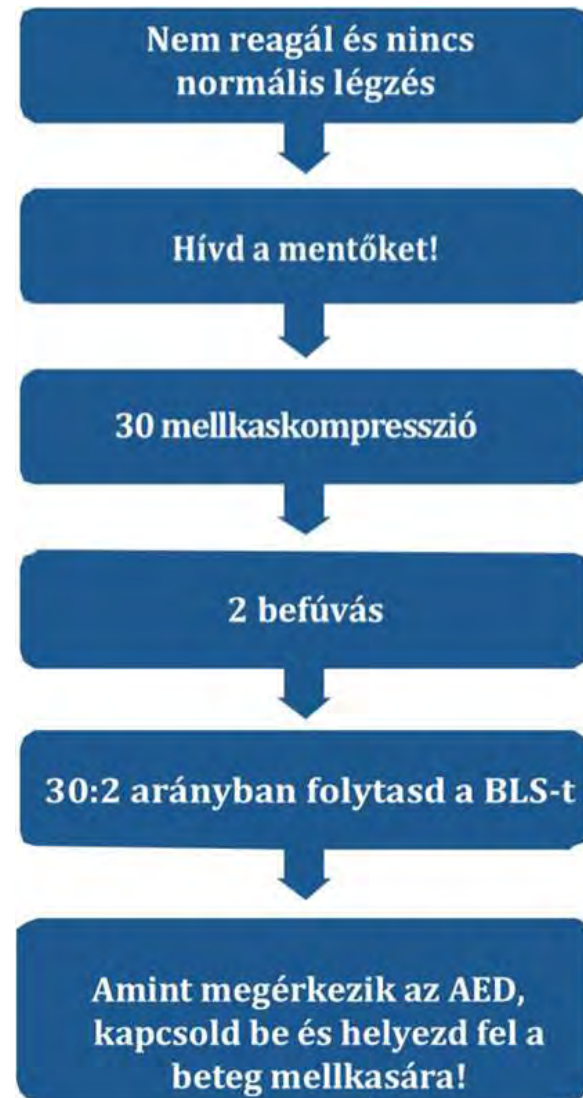 Nem reagál és nincs
normális légzés
Hívd a mentőket!
30 mellkaskompresszió
2 befúvás
30:2 arányban folytasd a BLS-t
Amint megérkezik az AED,
kapcsold be és helyezd fel a
beteg mellkasára!